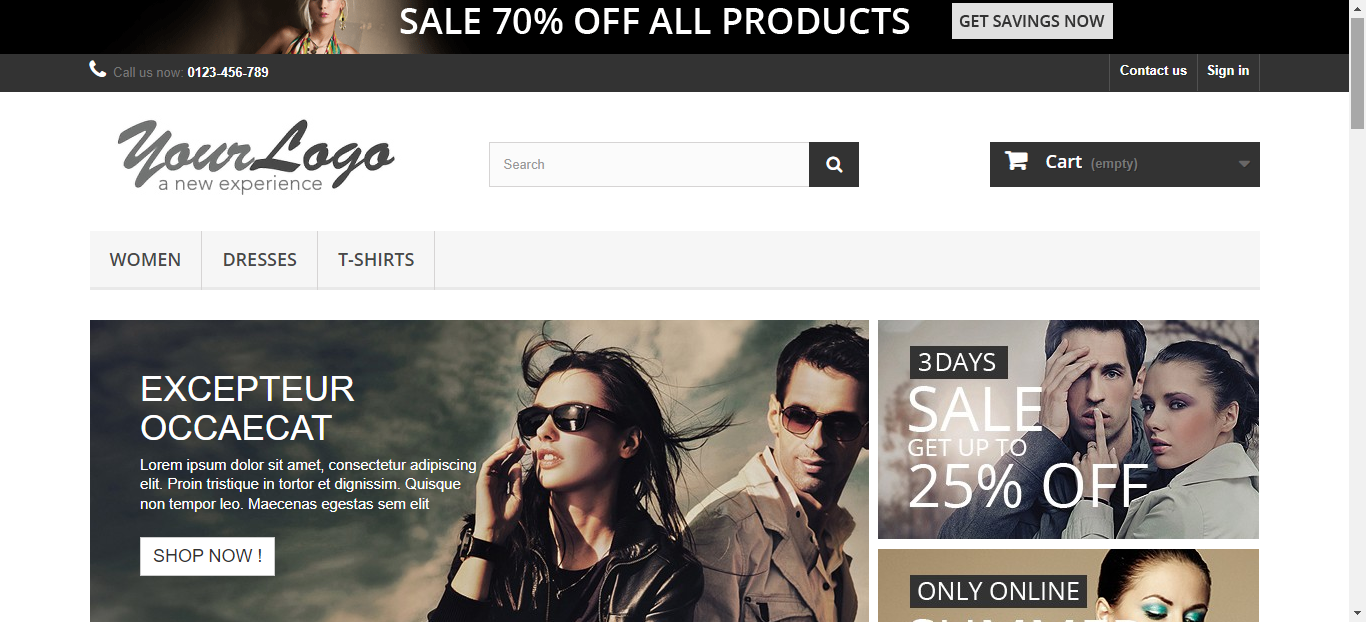 SALE 70% OFF ALL PRODUCTS
GET SAVINGS NOW
Call us now: 0123-456-789
Contact us
Sign in
YourLogo
a new experience
Search
Cart (empty)
WOMEN
DRESSES
T-SHIRTS
EXCEPTEUR
OCCAECAT
Lorem ipsum dolor sit amet, consectetur adipiscing
elit. Proin tristique in tortor et dignissim. Quisque
non tempor leo. Maecenas egestas sem elit
SHOP NOW !
3 DAYS
SALE
GET UP TO
25% OFF
ONLY ONLINE